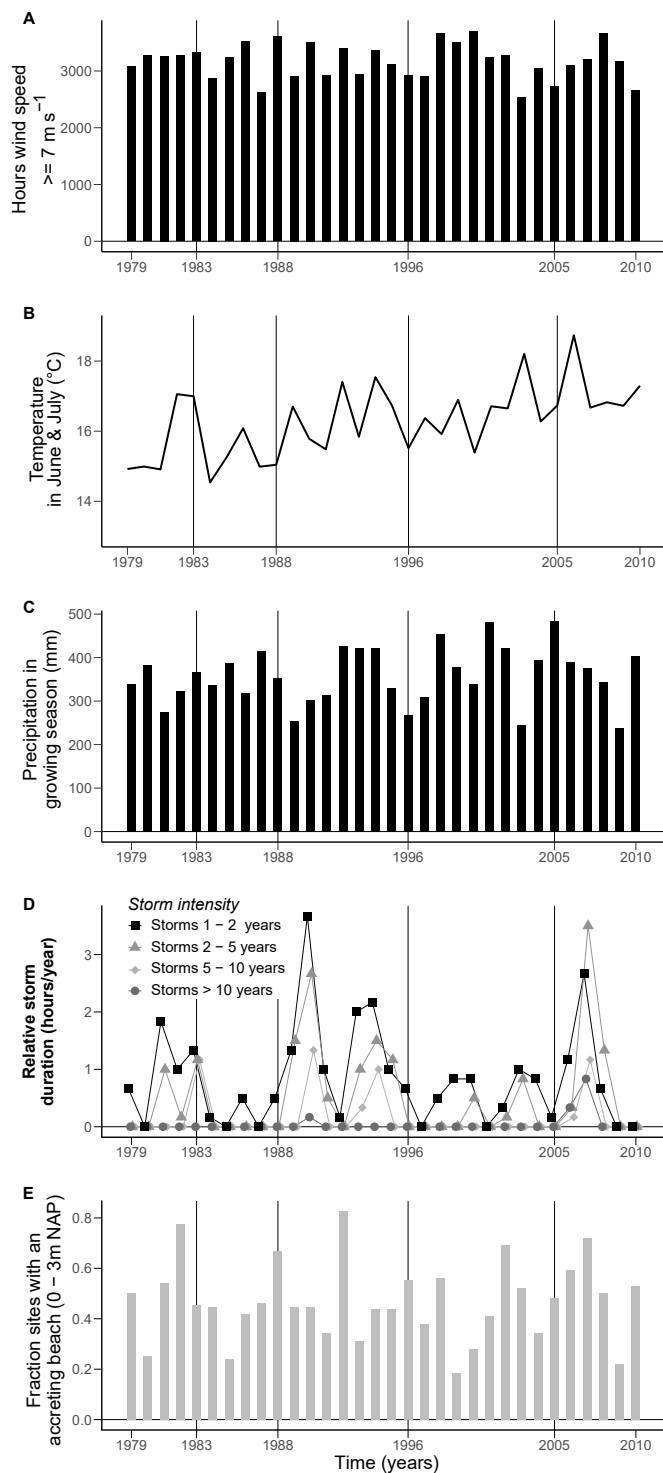 A
Hours wind speed
>= 7 m s−1
3000
2000
1000
0
1979 1983 1988 1996 2005 2010
B
Temperature
in June & July (°C)
18
16
14
1979 1983 1988 1996 2005 2010
C
Precipitation in
growing season (mm)
500
400
300
200
100
0
1979 1983 1988 1996 2005 2010
D
Relative storm
duration (hours/year)
Storm intensity
Storms 1 − 2 years
Storms 2 − 5 years
Storms 5 − 10 years
Storms > 10 years
3
2
1
0
1979 1983 1988 1996 2005 2010
E
Fraction sites with an
accreting beach (0 − 3m NAP)
0.8
0.6
0.4
0.2
0.0
1979 1983 1988 1996 2005 2010
Time (years)